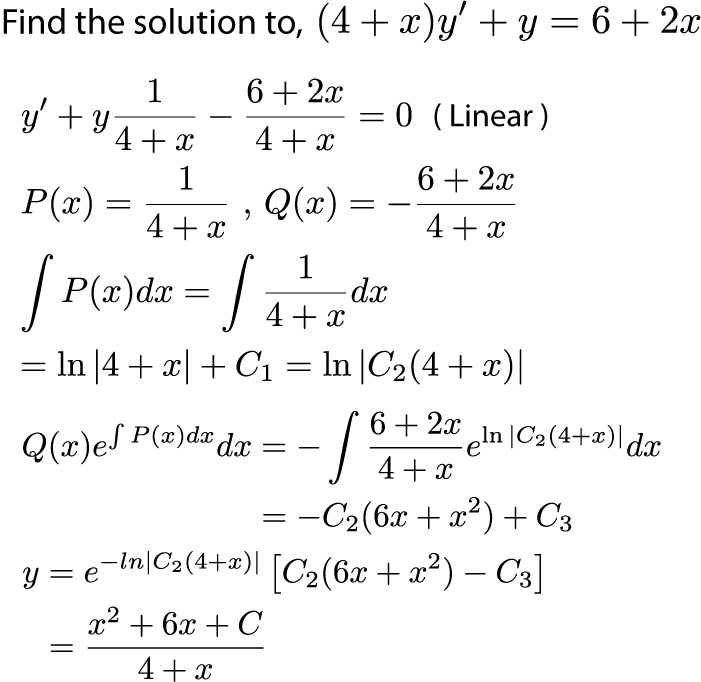 Find the solution to, (4 + x)y′ + y = 6 + 2x
y′ + y \frac{1}{4 + x} − \frac{6 + 2x}{4 + x} = 0 ( Linear )
P(x) = \frac{1}{4 + x} , Q(x) = −\frac{6 + 2x}{4 + x}
\int P(x)dx = \int \frac{1}{4 + x} dx
= \ln |4 + x| + C_1 = \ln |C_2(4 + x)|
Q(x)e^{\int P(x)dx} dx = − \int \frac{6 + 2x}{4 + x} e^{\ln |C_2(4+x)|} dx
= −C_2(6x + x^2) + C_3
y = e^{−ln|C_2(4+x)|} [C_2(6x + x^2) − C_3]
= \frac{x^2 + 6x + C}{4 + x}